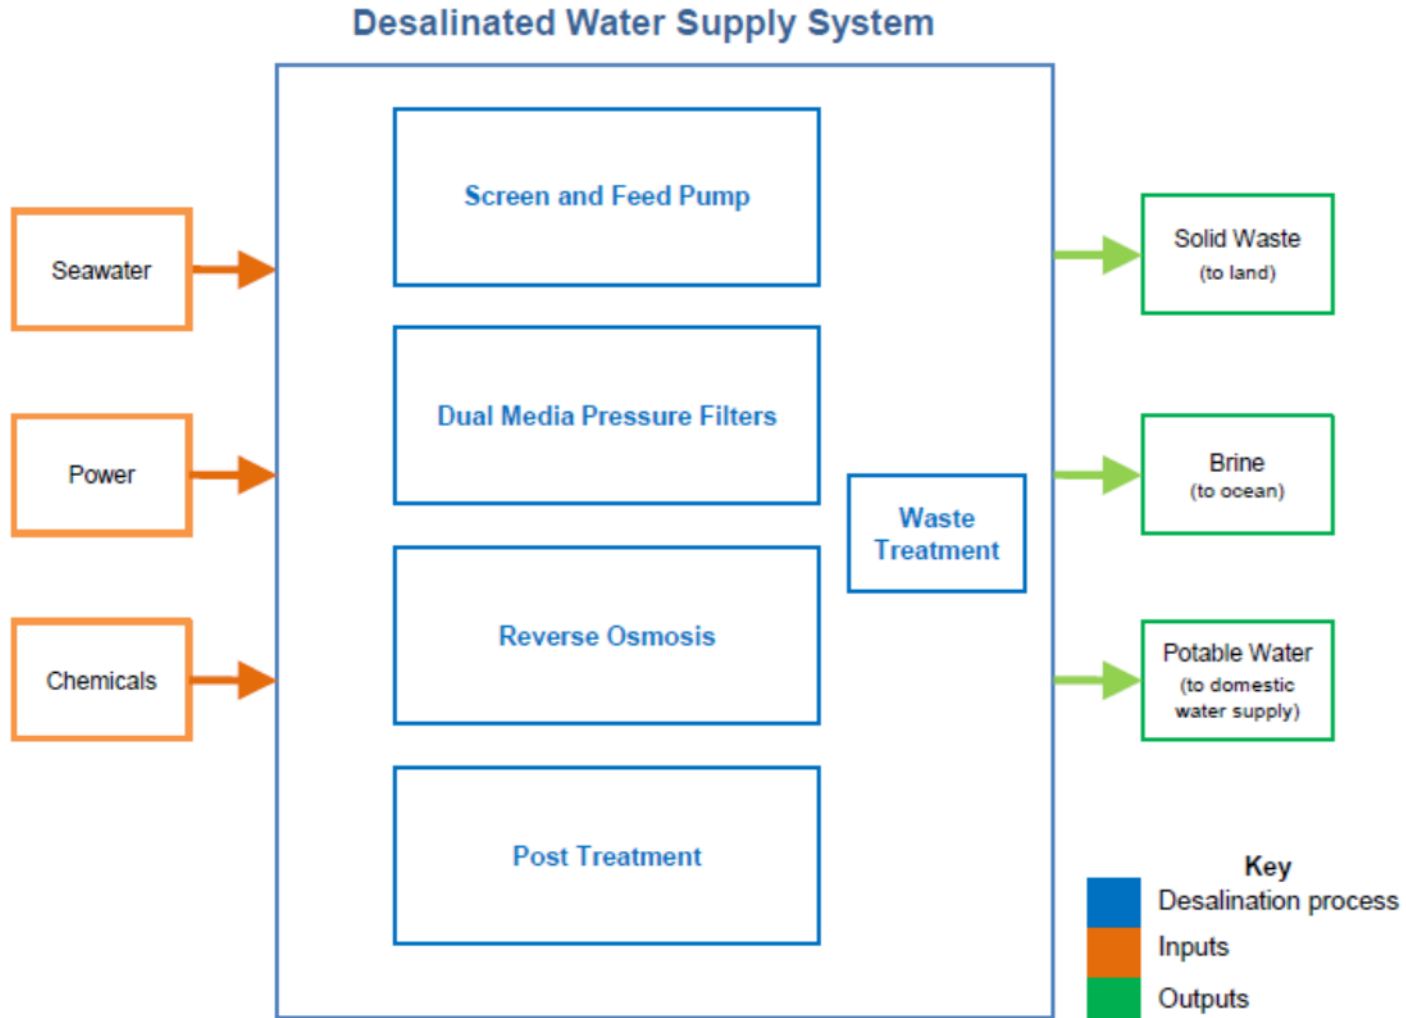 Desalinated Water Supply System
Seawater
Power
Chemicals
Screen and Feed Pump
Dual Media Pressure Filters
Reverse Osmosis
Post Treatment
Waste
Treatment
Solid Waste
(to land)
Brine
(to ocean)
Potable Water
(to domestic
water supply)
Key
Desalination process
Inputs
Outputs